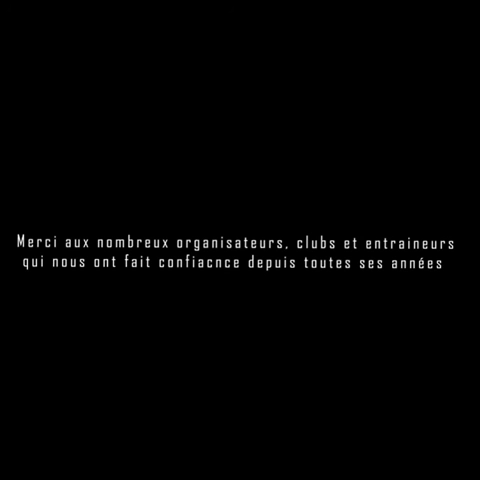 Merci aux nombreux organisateurs, clubs et entraineurs
qui nous ont fait confiacnce depuis toutes ses années